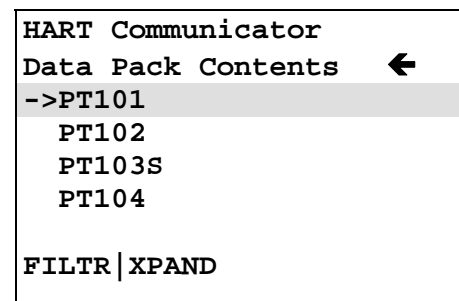 HART Communicator
Data Pack Contents 🡸
->PT101
PT102
PT103S
PT104
FILTR|XPAND